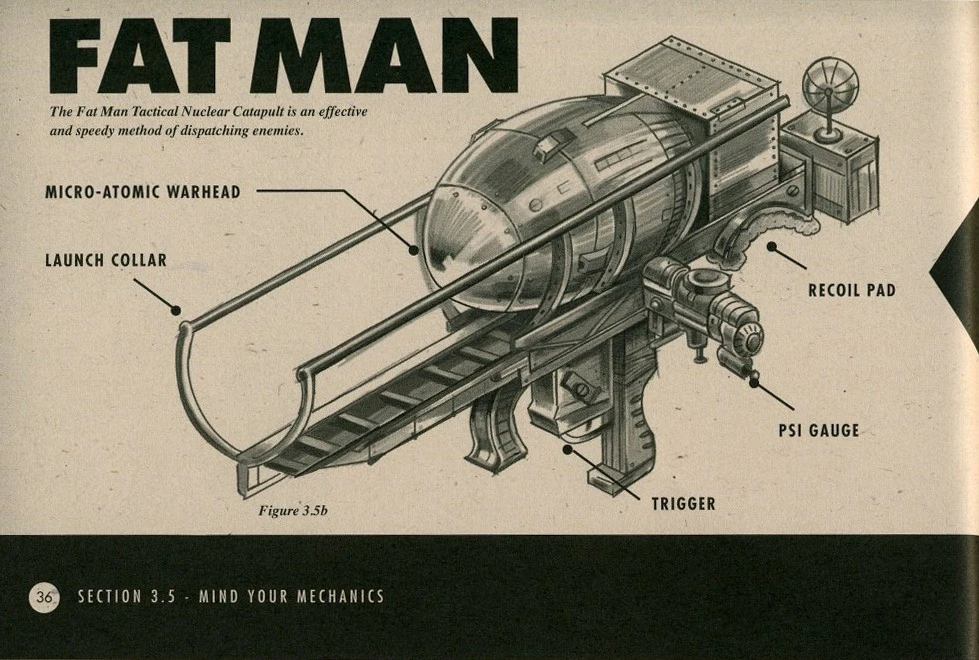 FAT MAN
The Fat Man Tactical Nuclear Catapult is an effective
and speedy method of dispatching enemies.
MICRO-ATOMIC WARHEAD
LAUNCH COLLAR
RECOIL PAD
PSI GAUGE
TRIGGER
Figure 3.5b
36 SECTION 3.5 - MIND YOUR MECHANICS